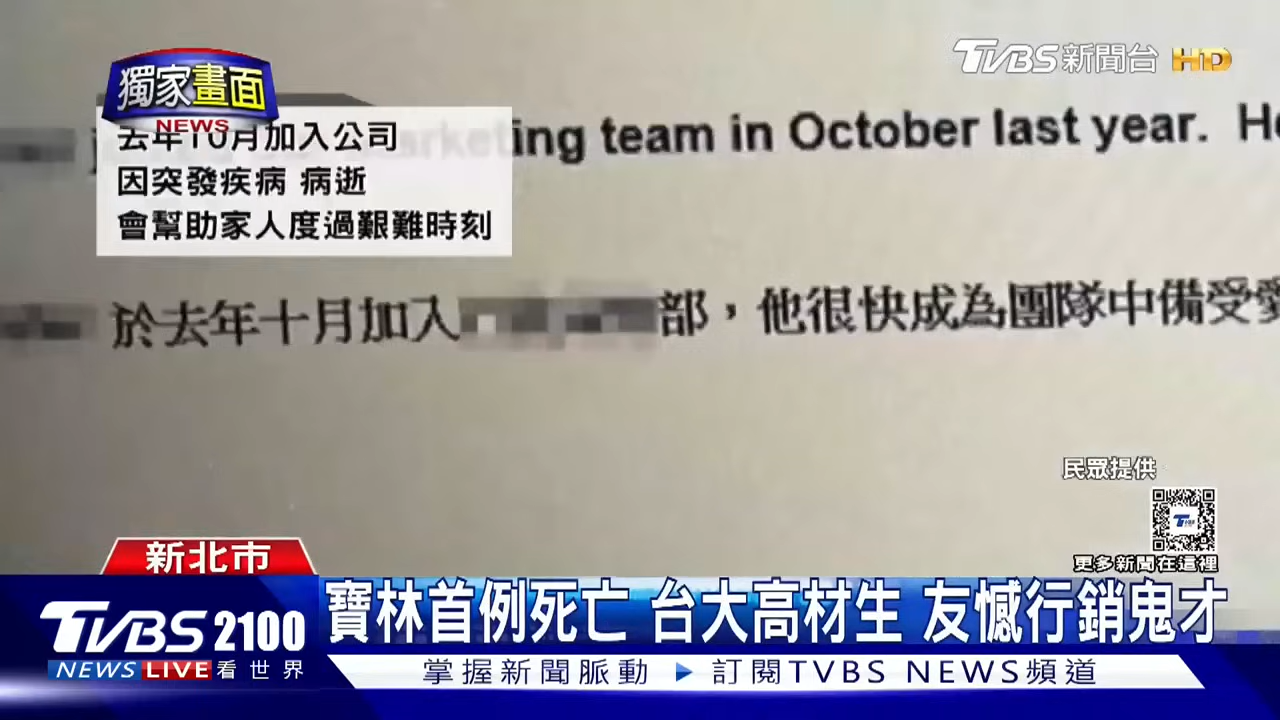 獨家畫面
NEWS
TVBS新聞台 HD
去年10月加入公司
因突發疾病 病逝
會幫助家人度過艱難時刻
ing team in October last year.
於去年十月加入
部，他很快成為團隊中備受
民眾提供
更多新聞在這裡
新北市
寶林首例死亡 台大高材生 友憾行銷鬼才
TVBS 2100
NEWS LIVE 看世界
掌握新聞脈動 ▶ 訂閱TVBS NEWS頻道